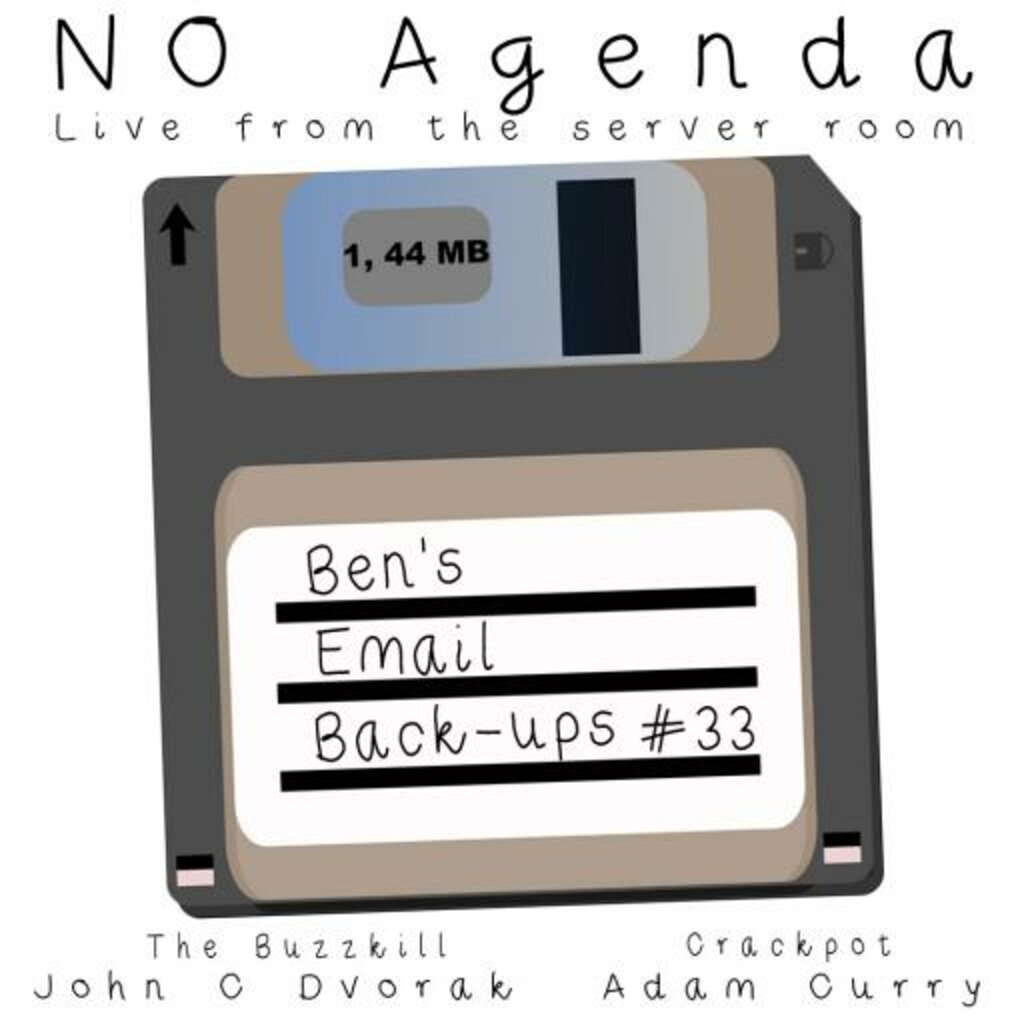 NO Agenda
Live from the server room
1, 44 MB
Ben's
Email
Back-ups #33
The Buzzkill Crackpot
John C Dvorak Adam Curry